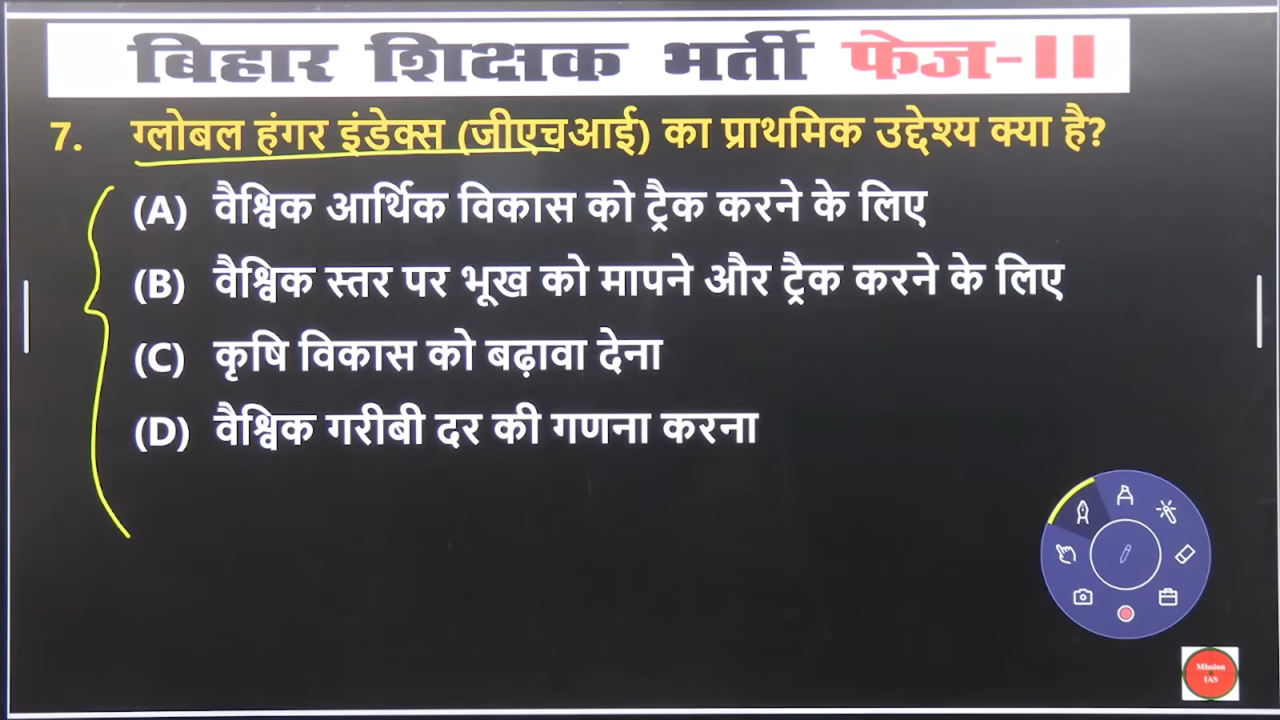 बिहार शिक्षक भर्ती फेज-II
7. ग्लोबल हंगर इंडेक्स (जीएचआई) का प्राथमिक उद्देश्य क्या है?
(A) वैश्विक आर्थिक विकास को ट्रैक करने के लिए
(B) वैश्विक स्तर पर भूख को मापने और ट्रैक करने के लिए
(C) कृषि विकास को बढ़ावा देना
(D) वैश्विक गरीबी दर की गणना करना
Mission
IAS